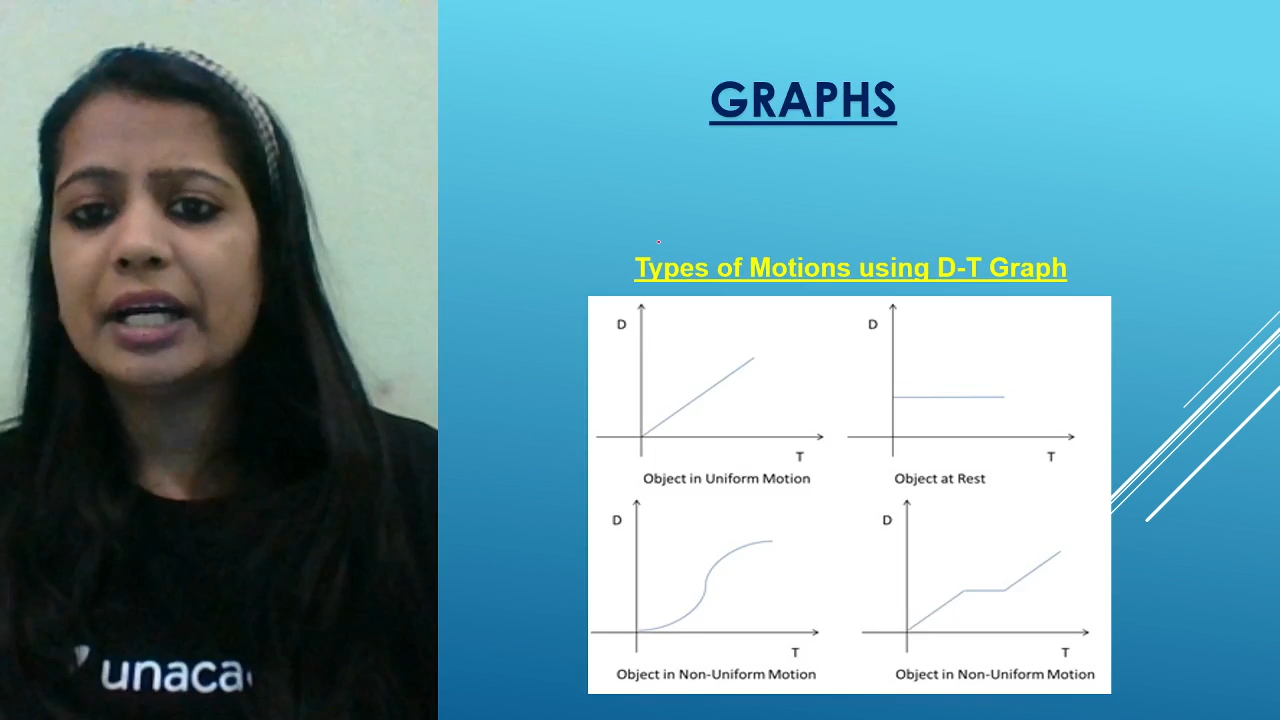 GRAPHS
Types of Motions using D-T Graph
D
D
T
T
Object in Uniform Motion
Object at Rest
D
D
T
T
Object in Non-Uniform Motion
Object in Non-Uniform Motion
unaca